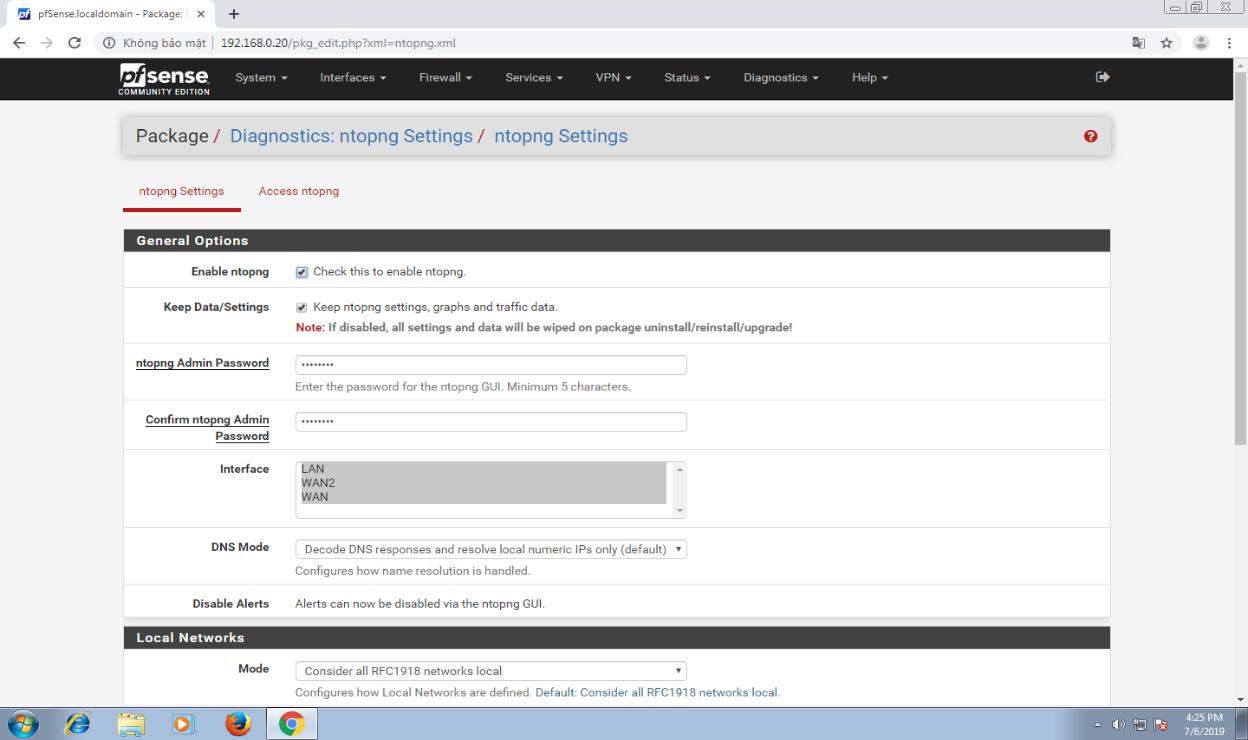 pfSense.localdomain - Package: D
Không bảo mật | 192.168.0.20/pkg_edit.php?xml=ntopng.xml
pfsense System Interfaces Firewall Services VPN Status Diagnostics Help
COMMUNITY EDITION
Package / Diagnostics: ntopng Settings / ntopng Settings
ntopng Settings Access ntopng
General Options
Enable ntopng Check this to enable ntopng.
Keep Data/Settings Keep ntopng settings, graphs and traffic data.
Note: If disabled, all settings and data will be wiped on package uninstall/reinstall/upgrade!
ntopng Admin Password ••••••••
Enter the password for the ntopng GUI. Minimum 5 characters.
Confirm ntopng Admin ••••••••
Password
Interface LAN
WAN2
WAN
DNS Mode Decode DNS responses and resolve local numeric IPs only (default)
Configures how name resolution is handled.
Disable Alerts Alerts can now be disabled via the ntopng GUI.
Local Networks
Mode Consider all RFC1918 networks local
Configures how Local Networks are defined. Default: Consider all RFC1918 networks local.
4:25 PM
7/6/2019